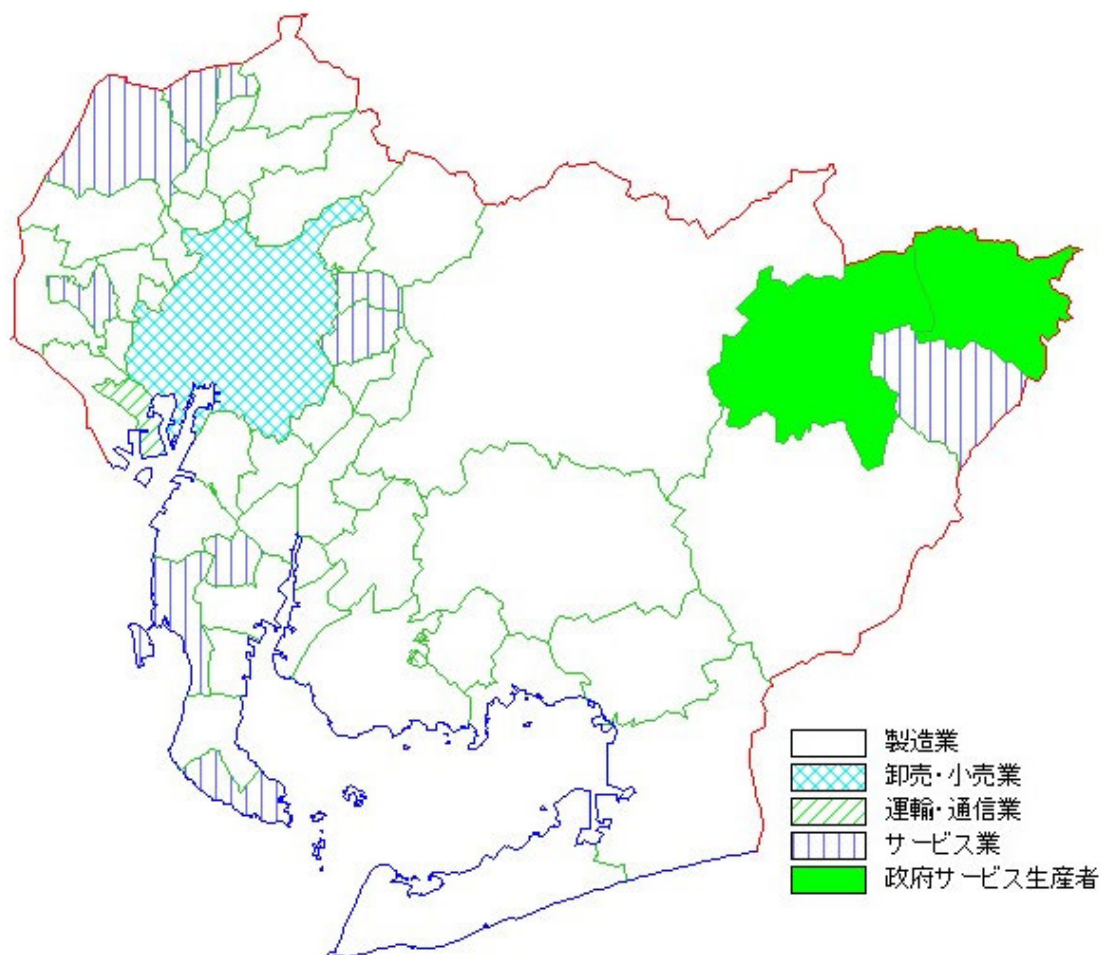 製造業
卸売・小売業
運輸・通信業
サービス業
政府サービス生産者